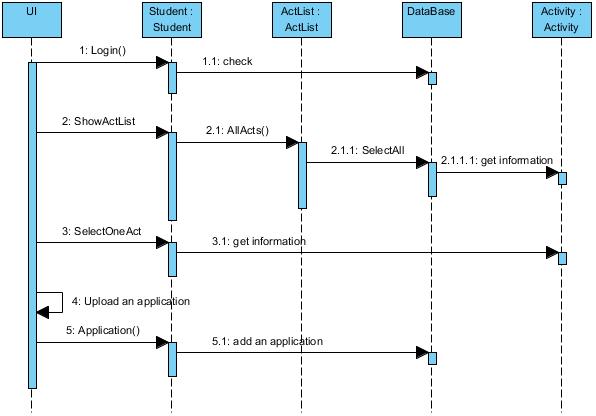 UI
Student :
Student
ActList :
ActList
DataBase
Activity :
Activity
1: Login()
1.1: check
2: ShowActList
2.1: AllActs()
2.1.1: SelectAll
2.1.1.1: get information
3: SelectOneAct
3.1: get information
4: Upload an application
5: Application()
5.1: add an application